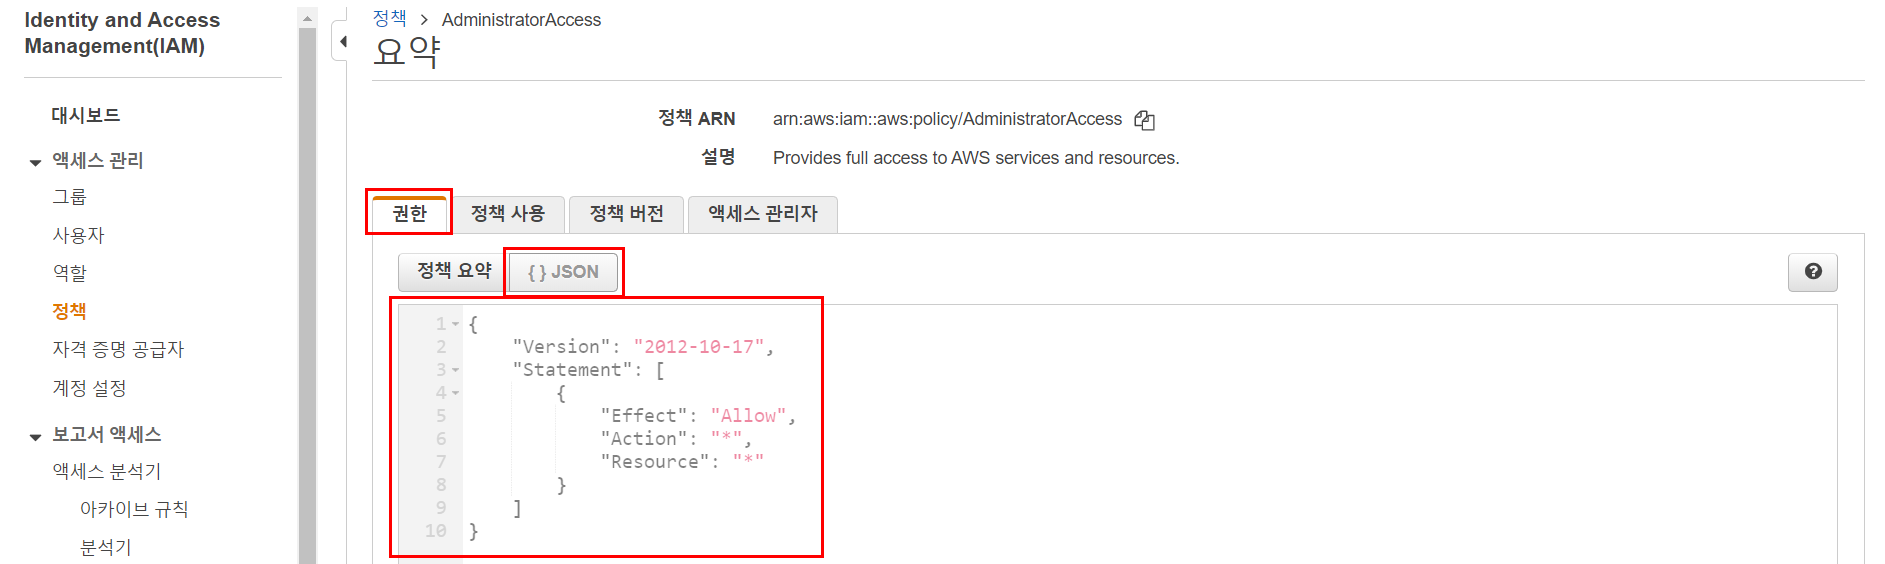 Identity and Access
Management(IAM)
대시보드
액세스 관리
그룹
사용자
역할
정책
자격 증명 공급자
계정 설정
보고서 액세스
액세스 분석기
아카이브 규칙
분석기
정책 > AdministratorAccess
요약
정책 ARN arn:aws:iam::aws:policy/AdministratorAccess
설명 Provides full access to AWS services and resources.
권한 정책 사용 정책 버전 액세스 관리자
정책 요약 { } JSON ?
1 {
2 "Version": "2012-10-17",
3 "Statement": [
4 {
5 "Effect": "Allow",
6 "Action": "*",
7 "Resource": "*"
8 }
9 ]
10 }